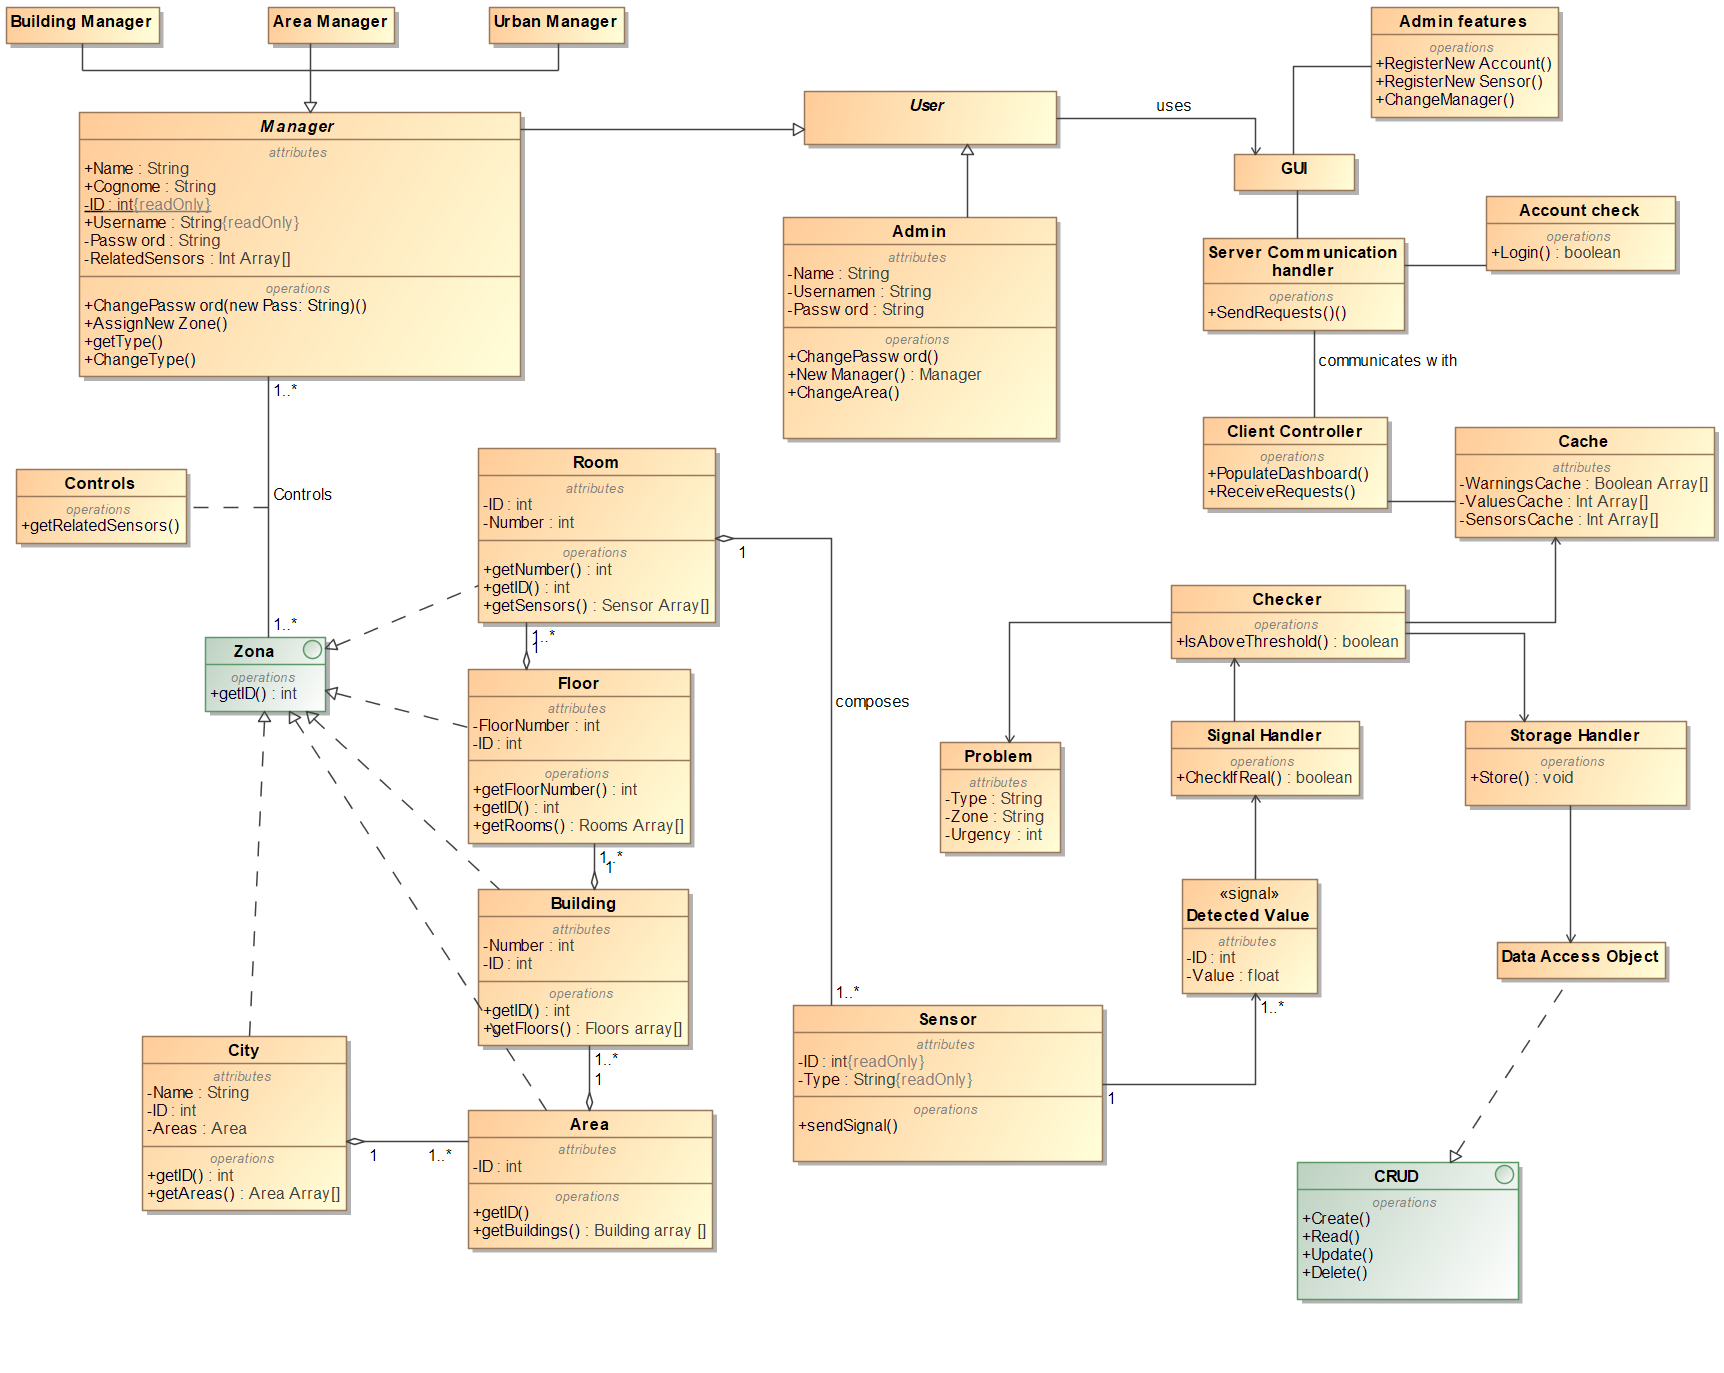 Building Manager
Area Manager
Urban Manager
Manager
attributes
+Name : String
+Cognome : String
-ID : int{readOnly}
+Username : String{readOnly}
-Password : String
-RelatedSensors : Int Array[]
operations
+ChangePassword(new Pass: String)()
+AssignNew Zone()
+getType()
+ChangeType()
User
uses
Admin features
operations
+RegisterNew Account()
+RegisterNew Sensor()
+ChangeManager()
GUI
Admin
attributes
-Name : String
-Usernamen : String
-Password : String
operations
+ChangePassword()
+New Manager() : Manager
+ChangeArea()
Server Communication
handler
operations
+SendRequests()()
Account check
operations
+Login() : boolean
communicates with
Client Controller
operations
+PopulateDashboard()
+ReceiveRequests()
Cache
attributes
-WarningsCache : Boolean Array[]
-ValuesCache : Int Array[]
-SensorsCache : Int Array[]
1..*
Controls
1..*
Controls
operations
+getRelatedSensors()
Zona
operations
+getID() : int
Room
attributes
-ID : int
-Number : int
operations
+getNumber() : int
+getID() : int
+getSensors() : Sensor Array[]
1
composes
1..*
1..*
1
Floor
attributes
-FloorNumber : int
-ID : int
operations
+getFloorNumber() : int
+getID() : int
+getRooms() : Rooms Array[]
1..*
1
Building
attributes
-Number : int
-ID : int
operations
+getID() : int
+getFloors() : Floors array[]
1..*
1
Area
attributes
-ID : int
operations
+getID()
+getBuildings() : Building array []
City
attributes
-Name : String
-ID : int
-Areas : Area
operations
+getID() : int
+getAreas() : Area Array[]
1
1..*
Sensor
attributes
-ID : int{readOnly}
-Type : String{readOnly}
operations
+sendSignal()
1
1..*
Checker
operations
+IsAboveThreshold() : boolean
Problem
attributes
-Type : String
-Zone : String
-Urgency : int
Signal Handler
operations
+CheckIfReal() : boolean
Storage Handler
operations
+Store() : void
«signal»
Detected Value
attributes
-ID : int
-Value : float
Data Access Object
CRUD
operations
+Create()
+Read()
+Update()
+Delete()